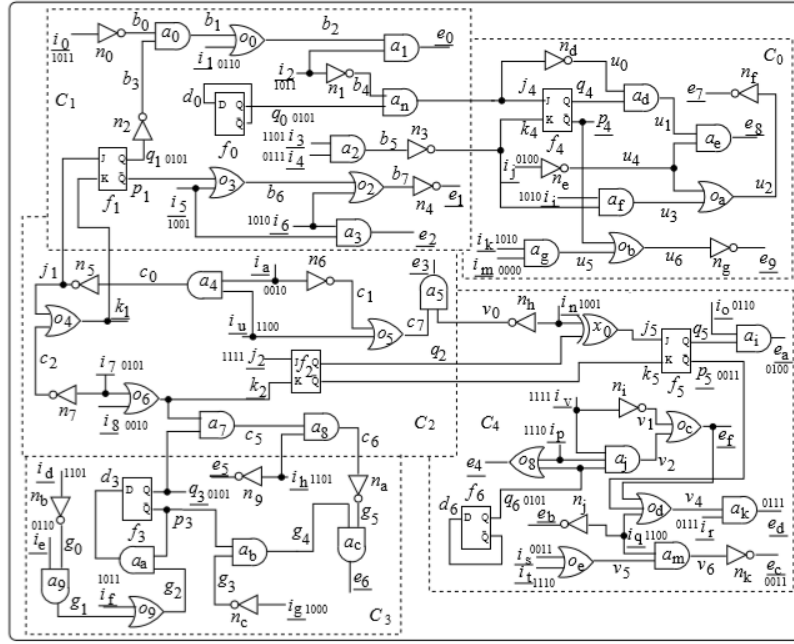 i0 1011 n0 b0 a0 b1 o0 b2 a1 e0
i1 0110
b3 i2 1011 n1 b4 an
C1 d0 D Q Q̄ f0 q0 0101
n2 1101 i3 0111 i4 a2 b5 n3
J K Q Q̄ q1 0101 p1 f1
o3 b6 o2 b7 n4 e1
i5 1001 1010 i6 a3 e2
nd u0 C0
j4 q4 ad e7 nf
k4 J K Q Q̄ p4 f4 u1 ae e8
ij 0100 ne u4
1010 ii af u3 oa u2
ik 1010 im 0000 ag u5 ob u6 ng e9
j1 n5 c0 a4 ia 0010 n6 e3 a5
o4 k1 iu 1100 c1 o5 c7 v0 nh
c2 i7 0101 1111 j2 J K f2 Q Q̄ q2
n7 i8 0010 o6 k2
a7 c5 a8 c6 C2
in 1001 x0 j5 J K Q Q̄ q5 p5 0011 k5 f5
io 0110 ai ea 0100
C4 1111 iv ni v1 oc ef
1110 ip aj v2
e4 o8 f6 q6 0101 nj eb
d6 D Q Q̄ od v4 ak 0111 ed
0111 ir iq 1100
is 0011 it 1110 oe v5 am v6 nk ec 0011
id 1101 nb d3 D Q Q̄ q3 0101 f3 p3
e5 n9 ih 1101 na g5
0110 ie g0 a9 1011 aa g2
ab g4 ac e6
g1 if o9 g3 nc ig 1000 C3